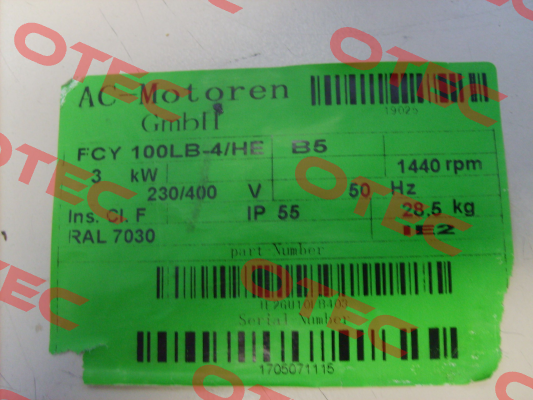 AC-Motoren
GmbH
19025
FCY 100LB-4/HE B5
3 kW 1440 rpm
230/400 V 50 Hz
Ins. Cl. F IP 55 28,5 kg
RAL 7030 IE2
part Number
Serial Number
1705071115
OTEC